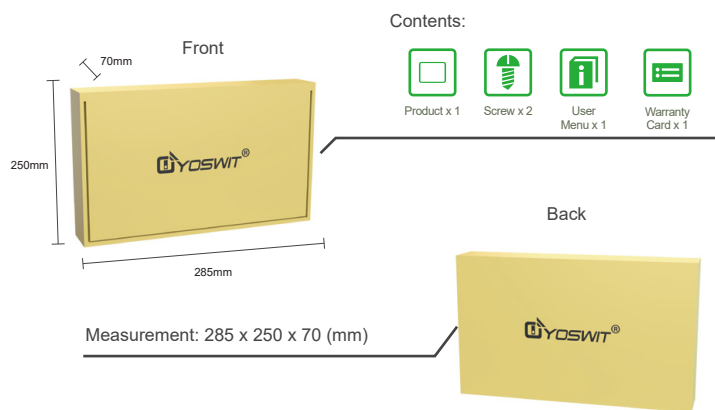 Contents:
Front
70mm
Product x 1
Screw x 2
User
Menu x 1
Warranty
Card x 1
250mm
YOSWIT®
285mm
Back
Measurement: 285 x 250 x 70 (mm)
YOSWIT®